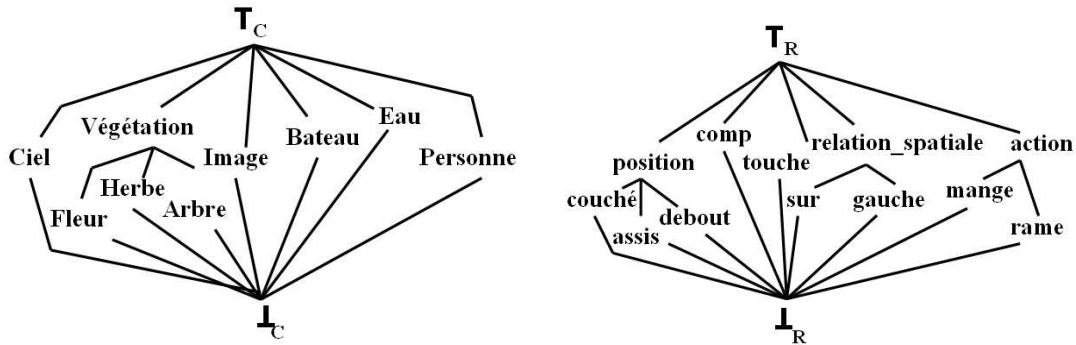 T_C
Végétation
Eau
Bateau
Ciel
Image
Personne
Herbe
Fleur
Arbre
⊥_C
T_R
comp
relation_spatiale
action
position
touche
couché
sur
gauche
mange
debout
assis
rame
⊥_R